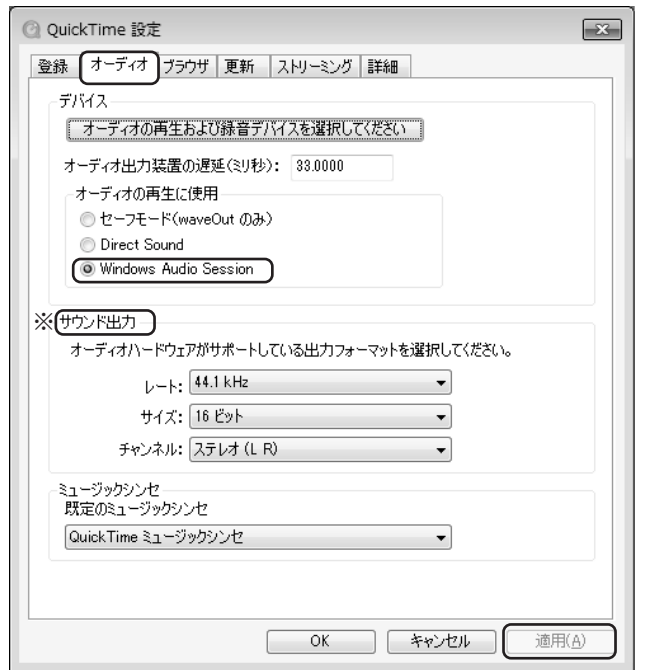 QuickTime 設定
登録 オーディオ ブラウザ 更新 ストリーミング 詳細
デバイス
オーディオの再生および録音デバイスを選択してください
オーディオ出力装置の遅延(ミリ秒): 33.0000
オーディオの再生に使用
セーフモード(waveOut のみ)
Direct Sound
Windows Audio Session
※サウンド出力
オーディオハードウェアがサポートしている出力フォーマットを選択してください。
レート: 44.1 kHz
サイズ: 16 ビット
チャンネル: ステレオ (L R)
ミュージックシンセ
既定のミュージックシンセ
QuickTime ミュージックシンセ
OK キャンセル 適用(A)